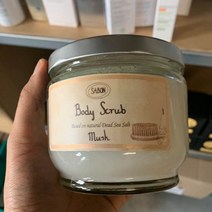 SABON
Body Scrub
based on natural Dead Sea Salt
Musk